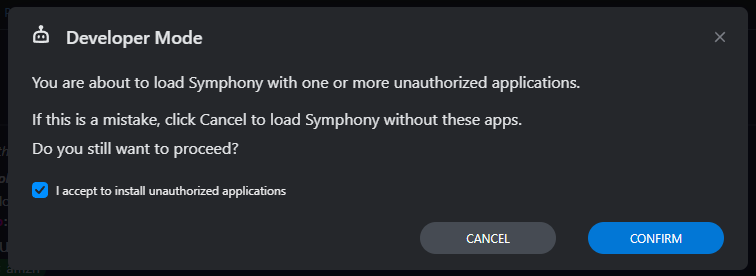 Developer Mode
You are about to load Symphony with one or more unauthorized applications.
If this is a mistake, click Cancel to load Symphony without these apps.
Do you still want to proceed?
I accept to install unauthorized applications
CANCEL
CONFIRM